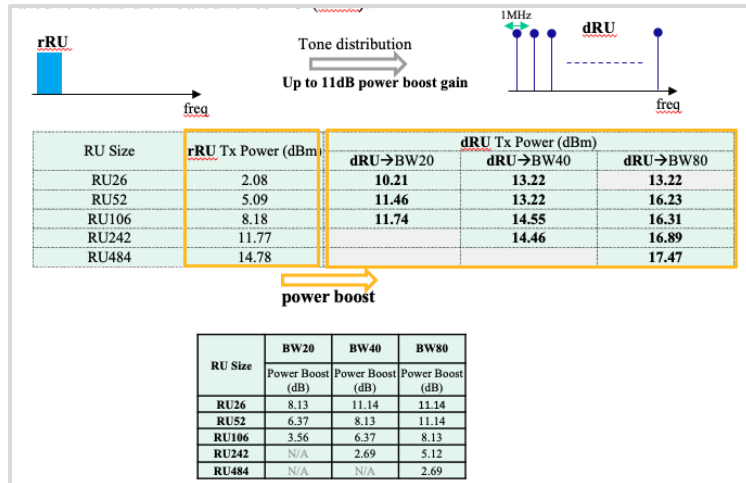 1MHz
rRU
dRU
Tone distribution
Up to 11dB power boost gain
freq
freq
RU Size rRU Tx Power (dBm) dRU Tx Power (dBm)
dRU→BW20 dRU→BW40 dRU→BW80
RU26 2.08 10.21 13.22 13.22
RU52 5.09 11.46 13.22 16.23
RU106 8.18 11.74 14.55 16.31
RU242 11.77 14.46 16.89
RU484 14.78 17.47
power boost
RU Size BW20 BW40 BW80
Power Boost (dB) Power Boost (dB) Power Boost (dB)
RU26 8.13 11.14 11.14
RU52 6.37 8.13 11.14
RU106 3.56 6.37 8.13
RU242 N/A 2.69 5.12
RU484 N/A N/A 2.69